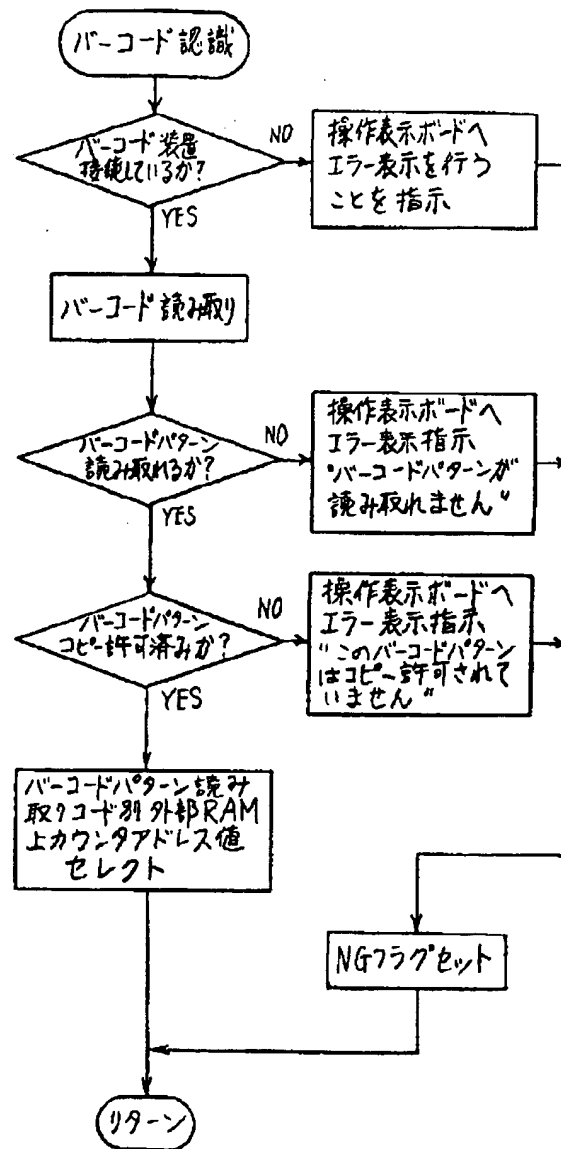 バーコード認識
バーコード装置
接続しているか?
NO
操作表示ボードへ
エラー表示を行う
ことを指示
YES
バーコード読み取り
バーコードパターン
読み取れるか?
NO
操作表示ボードへ
エラー表示指示
"バーコードパターンが
読み取れません"
YES
バーコードパターン
コピー許可済みか?
NO
操作表示ボードへ
エラー表示指示
"このバーコードパターン
はコピー許可されて
いません"
YES
バーコードパターン読み
取りコード別外部RAM
上カウンタアドレス値
セレクト
NGフラグセット
リターン